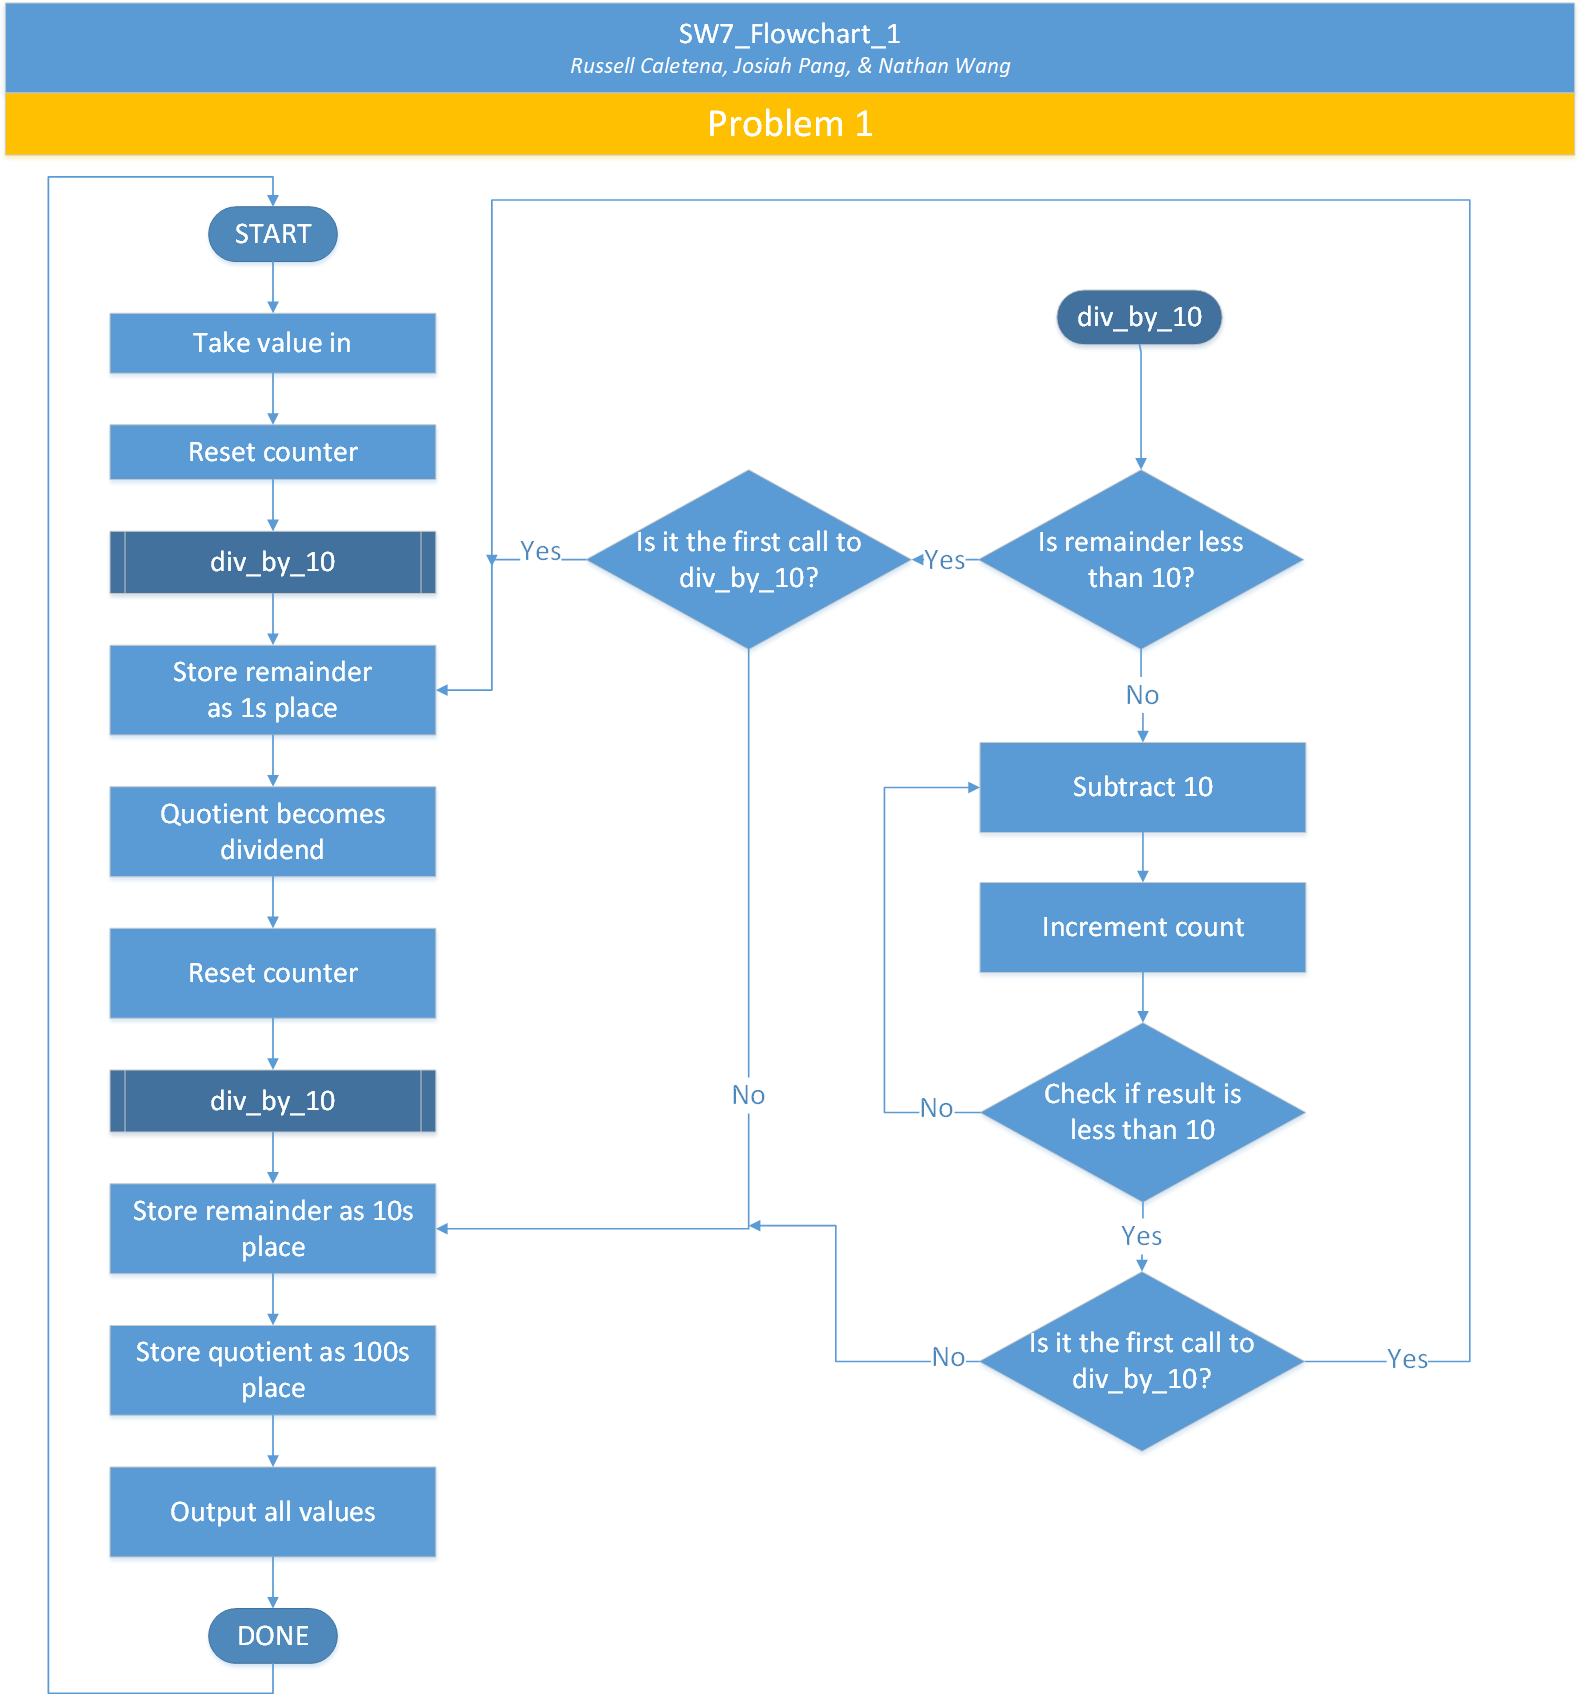 SW7_Flowchart_1
Russell Caletena, Josiah Pang, & Nathan Wang
Problem 1
START
Take value in
Reset counter
div_by_10
Store remainder
as 1s place
Quotient becomes
dividend
Reset counter
div_by_10
Store remainder as 10s
place
Store quotient as 100s
place
Output all values
DONE
div_by_10
Is remainder less
than 10?
Yes
Is it the first call to
div_by_10?
Yes
No
No
Subtract 10
Increment count
Check if result is
less than 10
No
Yes
Is it the first call to
div_by_10?
No
Yes